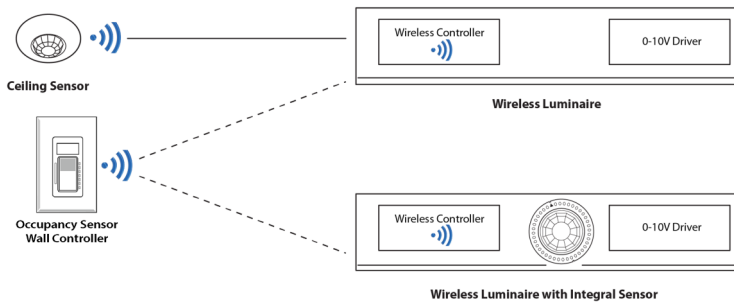 Wireless Controller
0-10V Driver
Ceiling Sensor
Wireless Luminaire
Occupancy Sensor
Wall Controller
Wireless Controller
0-10V Driver
Wireless Luminaire with Integral Sensor